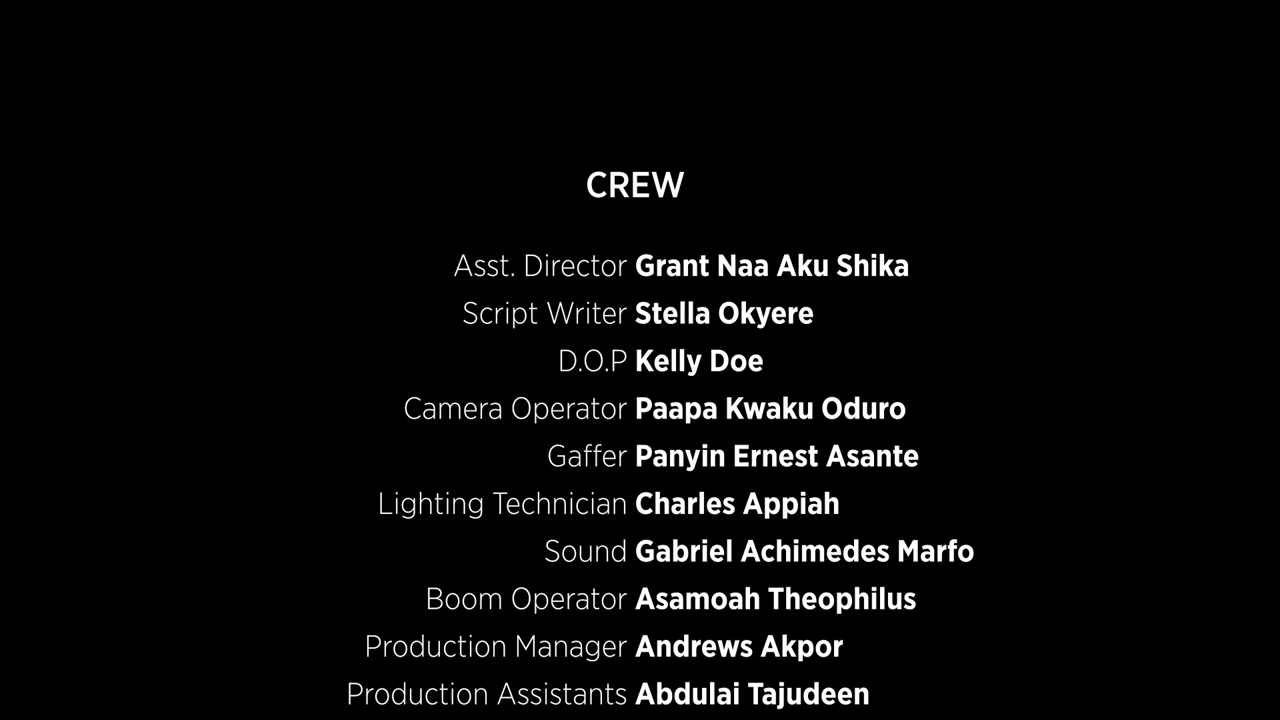 CREW
Asst. Director Grant Naa Aku Shika
Script Writer Stella Okyere
D.O.P Kelly Doe
Camera Operator Paapa Kwaku Oduro
Gaffer Panyin Ernest Asante
Lighting Technician Charles Appiah
Sound Gabriel Achimedes Marfo
Boom Operator Asamoah Theophilus
Production Manager Andrews Akpor
Production Assistants Abdulai Tajudeen